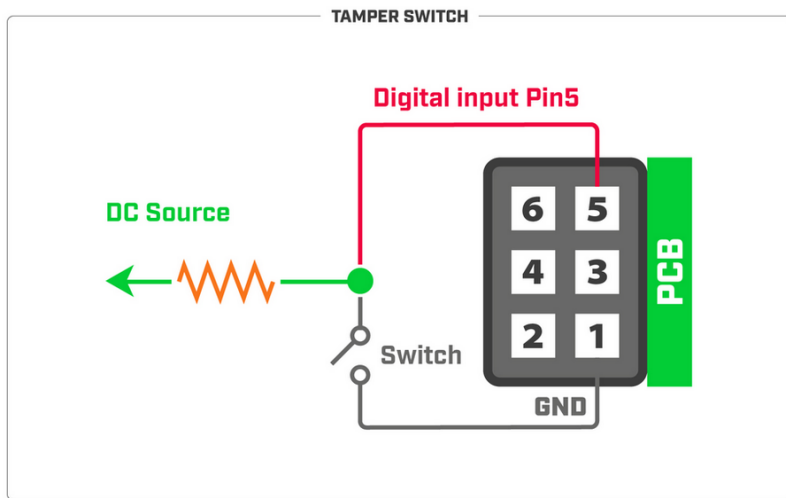 TAMPER SWITCH
Digital input Pin5
DC Source
6 5
4 3
2 1
PCB
Switch
GND